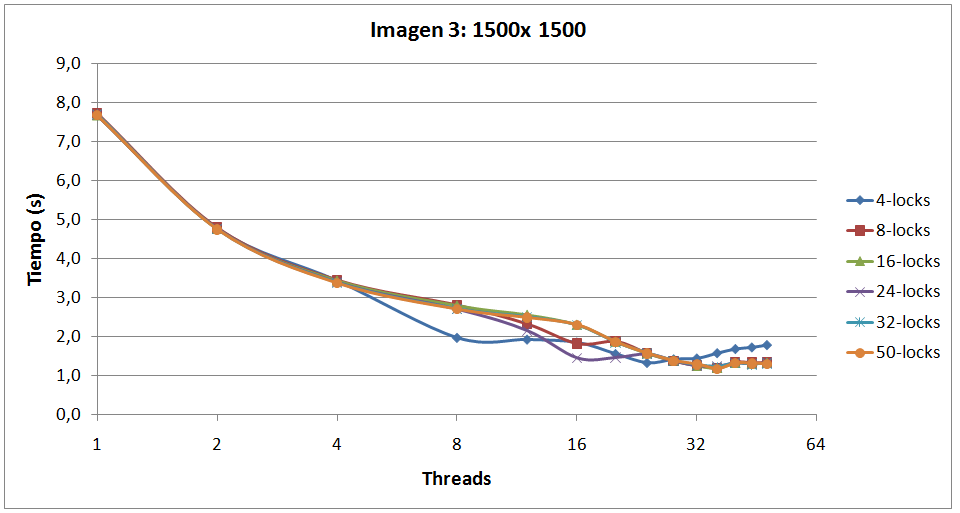 Imagen 3: 1500x 1500
9,0
8,0
7,0
6,0
5,0
4,0
3,0
2,0
1,0
0,0
Tiempo (s)
1 2 4 8 16 32 64
Threads
4-locks
8-locks
16-locks
24-locks
32-locks
50-locks